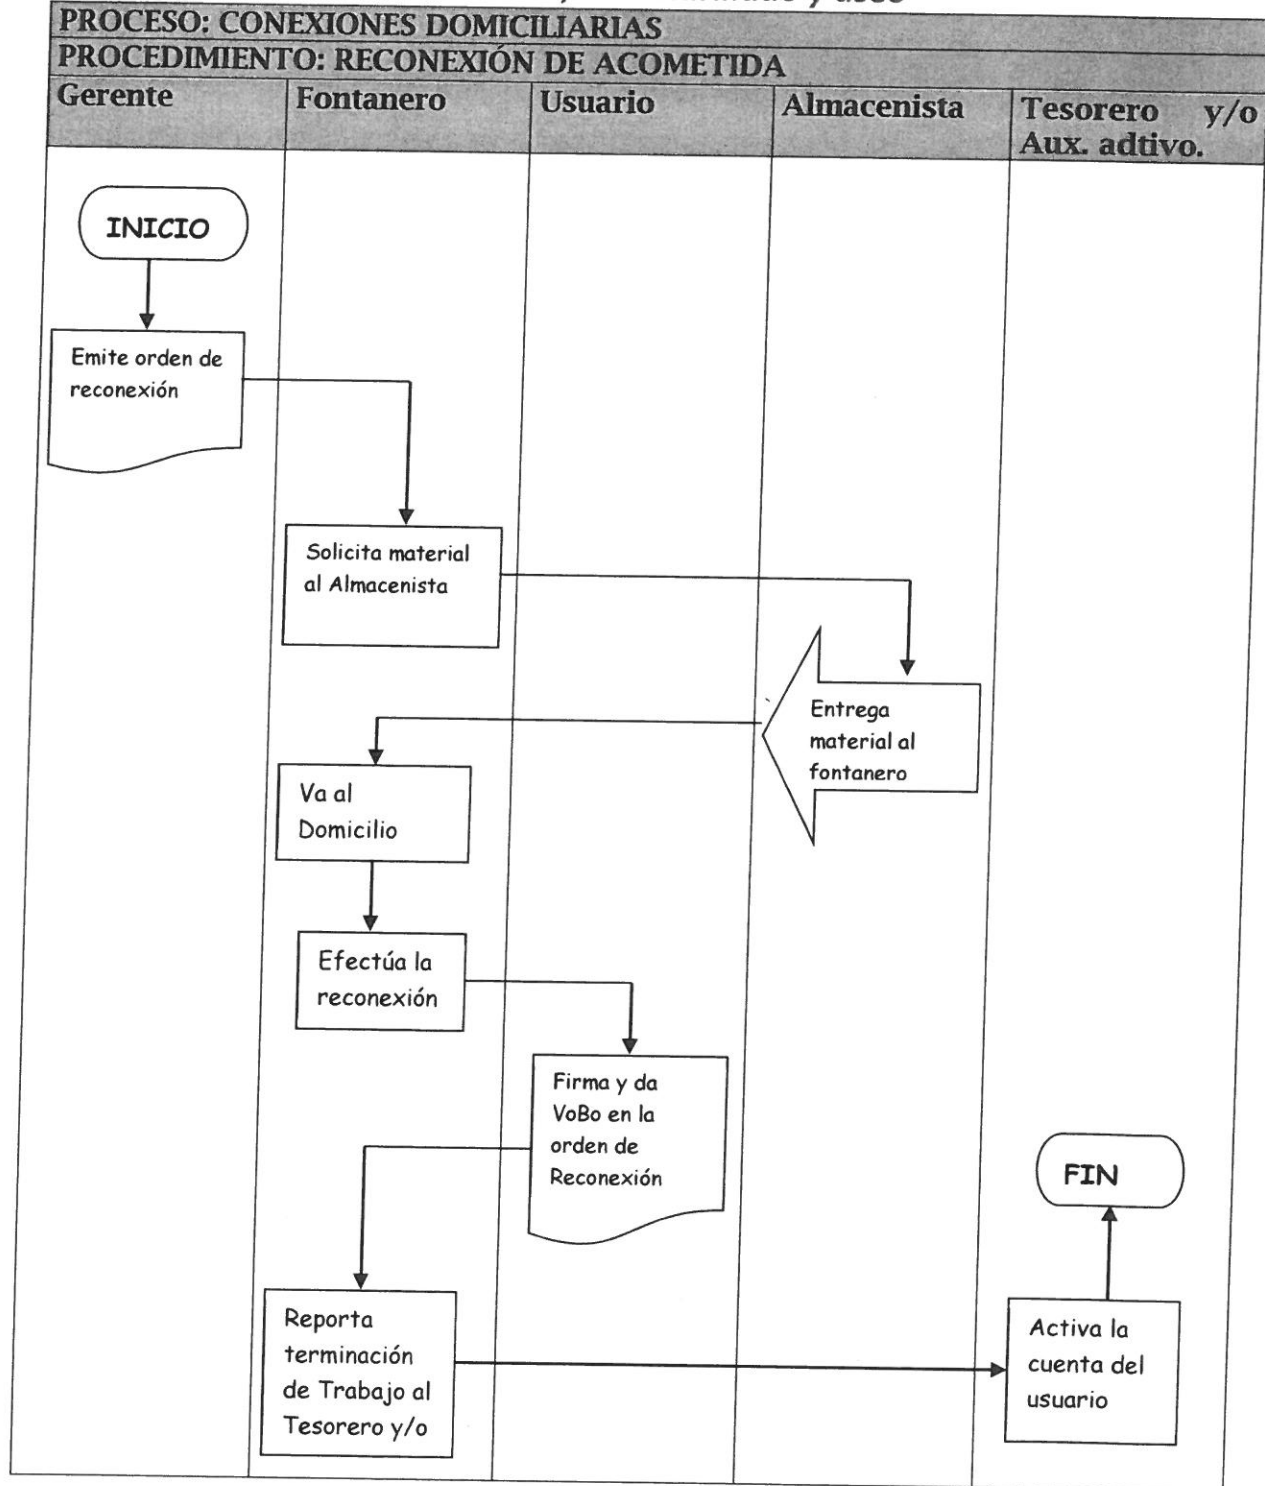 y aseo
PROCESO: CONEXIONES DOMICILIARIAS
PROCEDIMIENTO: RECONEXIÓN DE ACOMETIDA
Gerente
Fontanero
Usuario
Almacenista
Tesorero y/o
Aux. adtivo.
INICIO
Emite orden de
reconexión
Solicita material
al Almacenista
Entrega
material al
fontanero
Va al
Domicilio
Efectúa la
reconexión
Firma y da
VoBo en la
orden de
Reconexión
Reporta
terminación
de Trabajo al
Tesorero y/o
Activa la
cuenta del
usuario
FIN